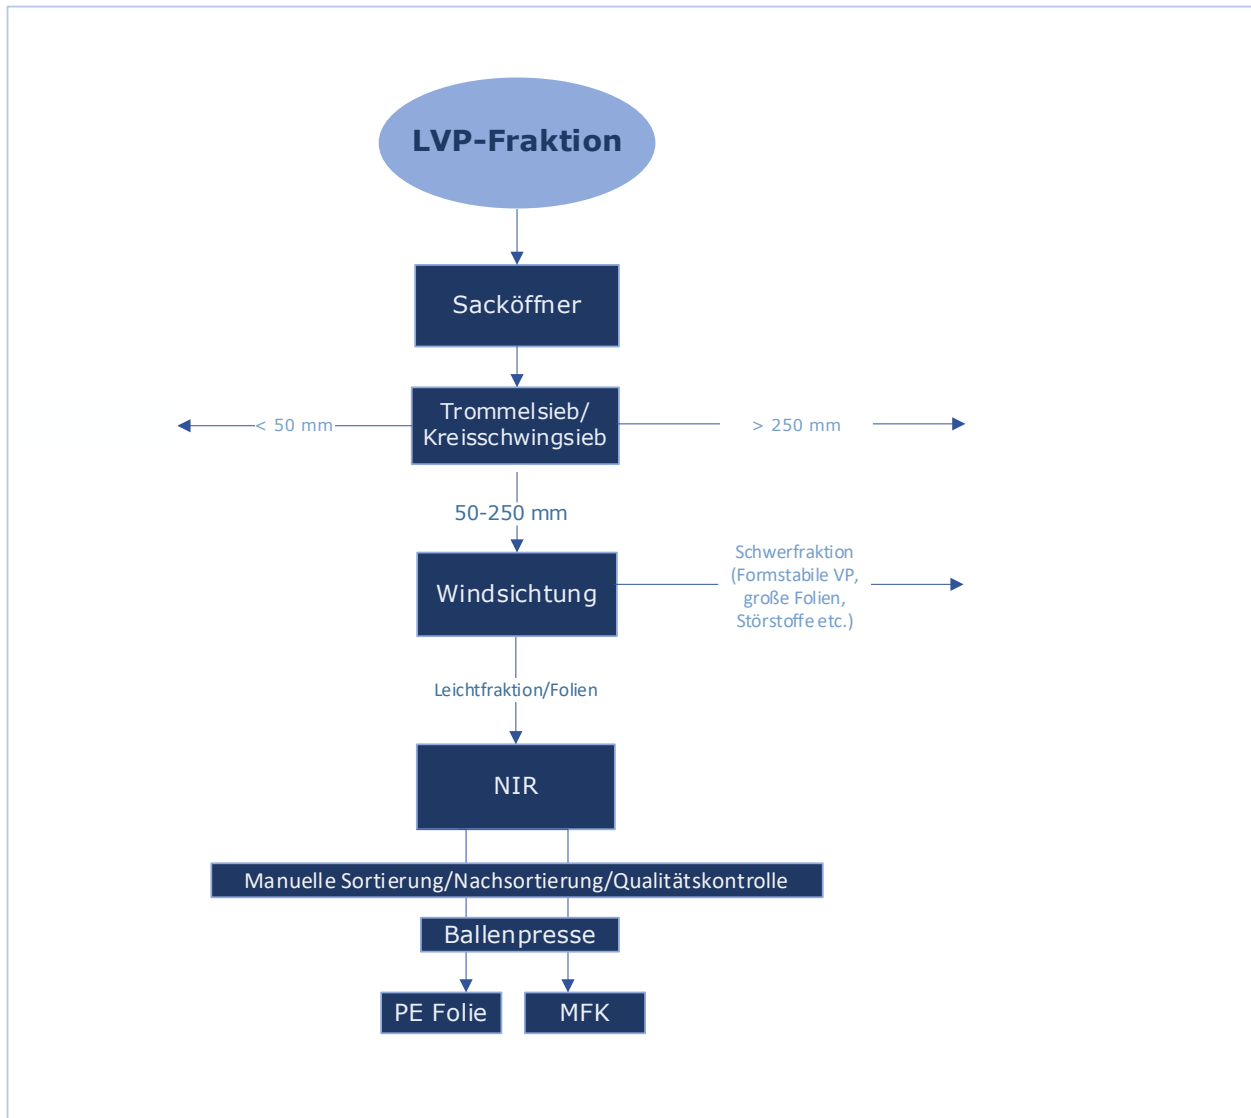 LVP-Fraktion
Sacköffner
Trommelsieb/
Kreisschwingsieb
< 50 mm
> 250 mm
50-250 mm
Windsichtung
Schwerfraktion
(Formstabile VP,
große Folien,
Störstoffe etc.)
Leichtfraktion/Folien
NIR
Manuelle Sortierung/Nachsortierung/Qualitätskontrolle
Ballenpresse
PE Folie
MFK